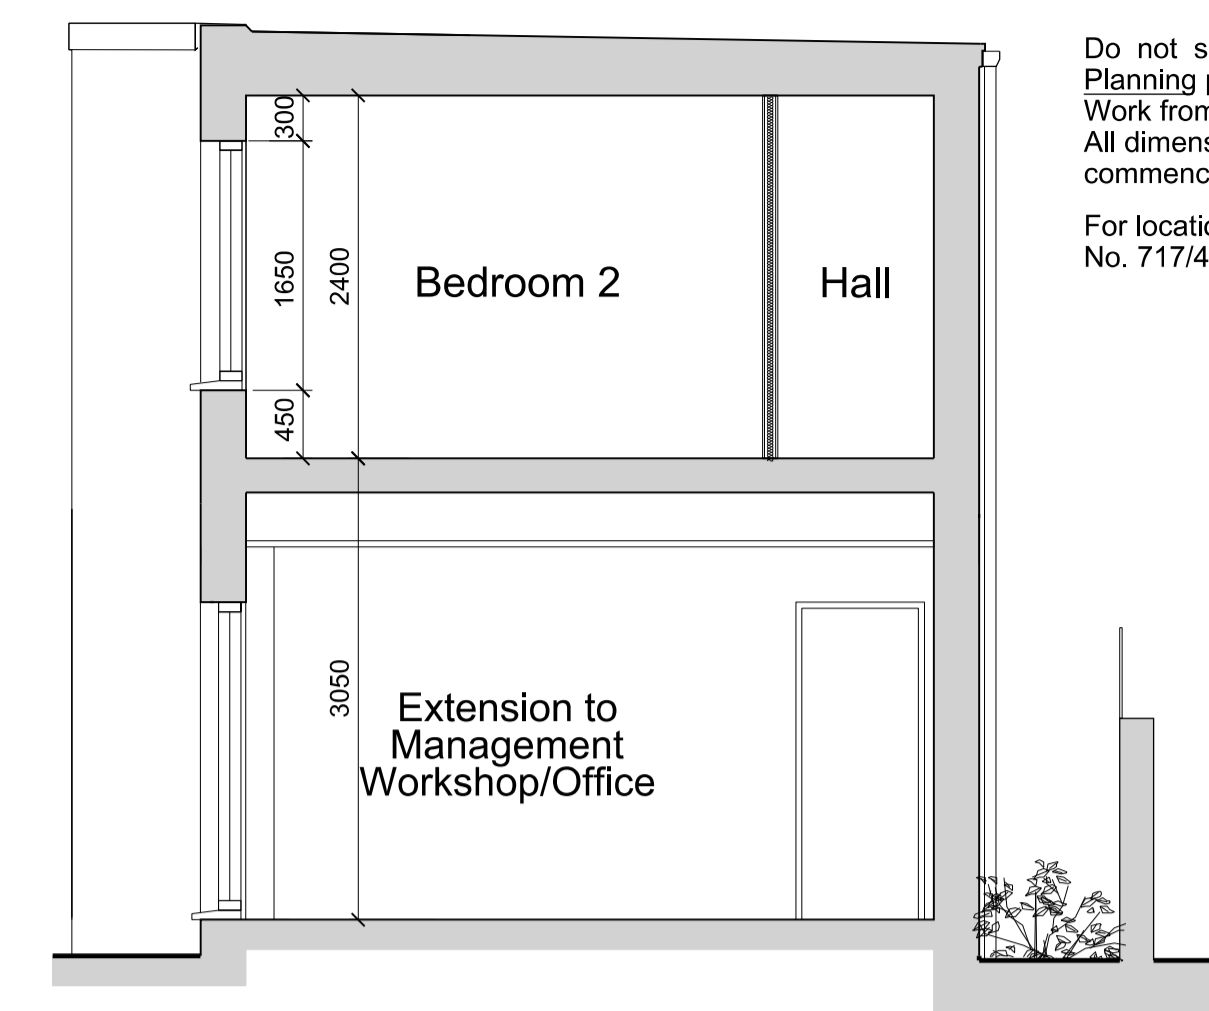 Do not s
Planning p
Work from
All dimens
commenc
For locatio
No. 717/4
300
1650
2400
450
Bedroom 2
Hall
3050
Extension to
Management
Workshop/Office